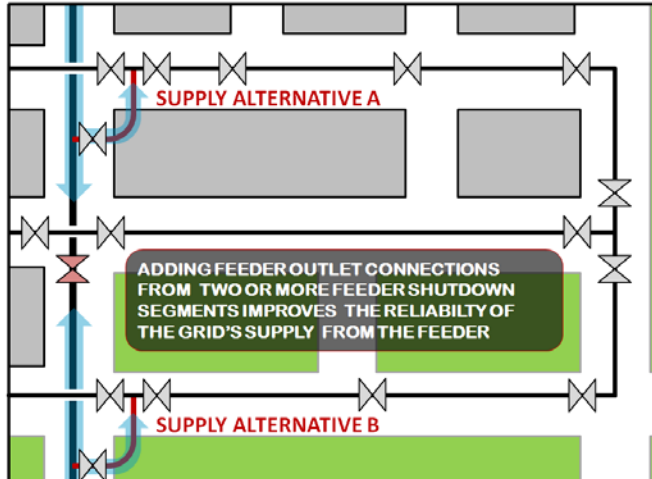 SUPPLY ALTERNATIVE A
ADDING FEEDER OUTLET CONNECTIONS
FROM TWO OR MORE FEEDER SHUTDOWN
SEGMENTS IMPROVES THE RELIABILTY OF
THE GRID'S SUPPLY FROM THE FEEDER
SUPPLY ALTERNATIVE B